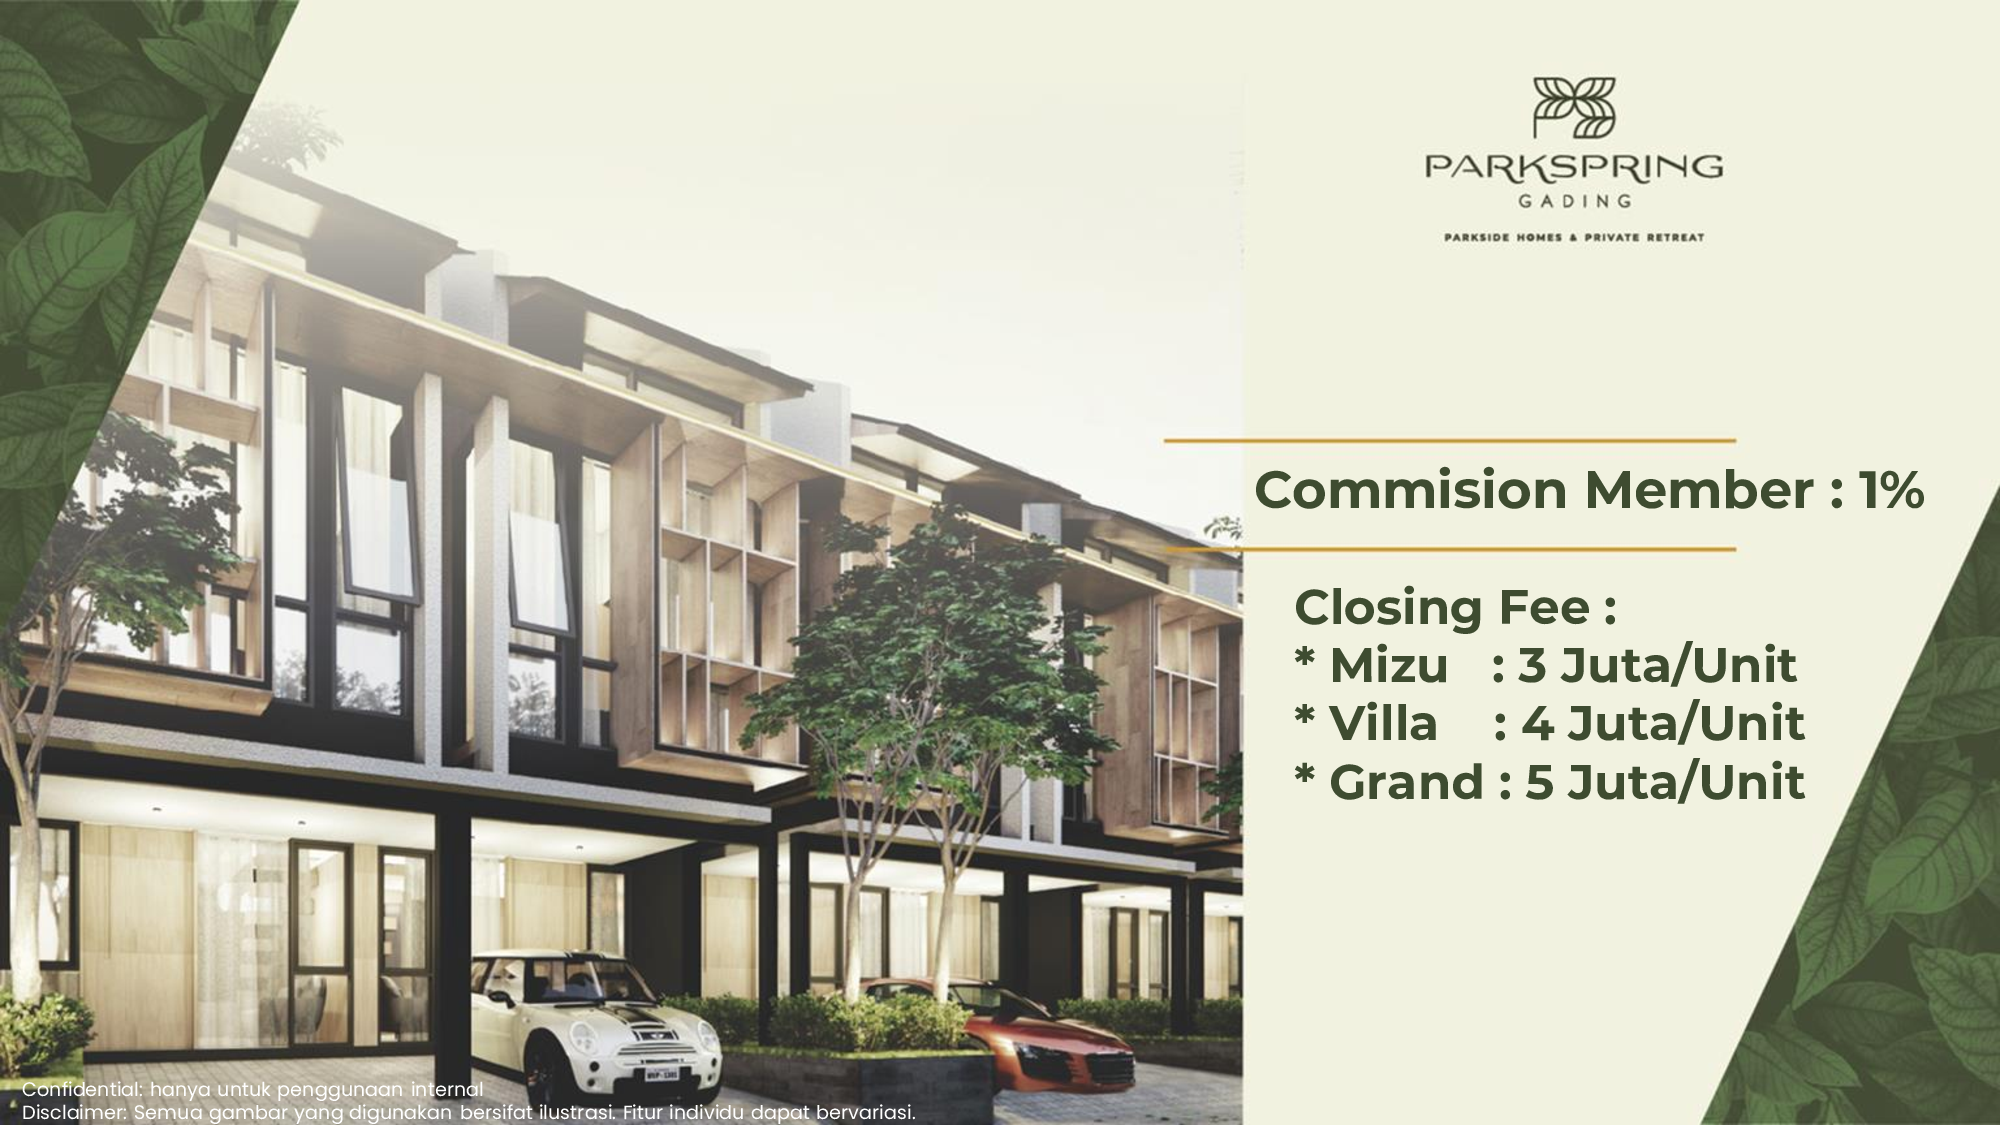 PARKSPRING
GADING
PARKSIDE HOMES & PRIVATE RETREAT
Commision Member : 1%
Closing Fee :
* Mizu : 3 Juta/Unit
* Villa : 4 Juta/Unit
* Grand : 5 Juta/Unit
Confidential: hanya untuk penggunaan internal
Disclaimer: Semua gambar yang digunakan bersifat ilustrasi. Fitur individu dapat bervariasi.